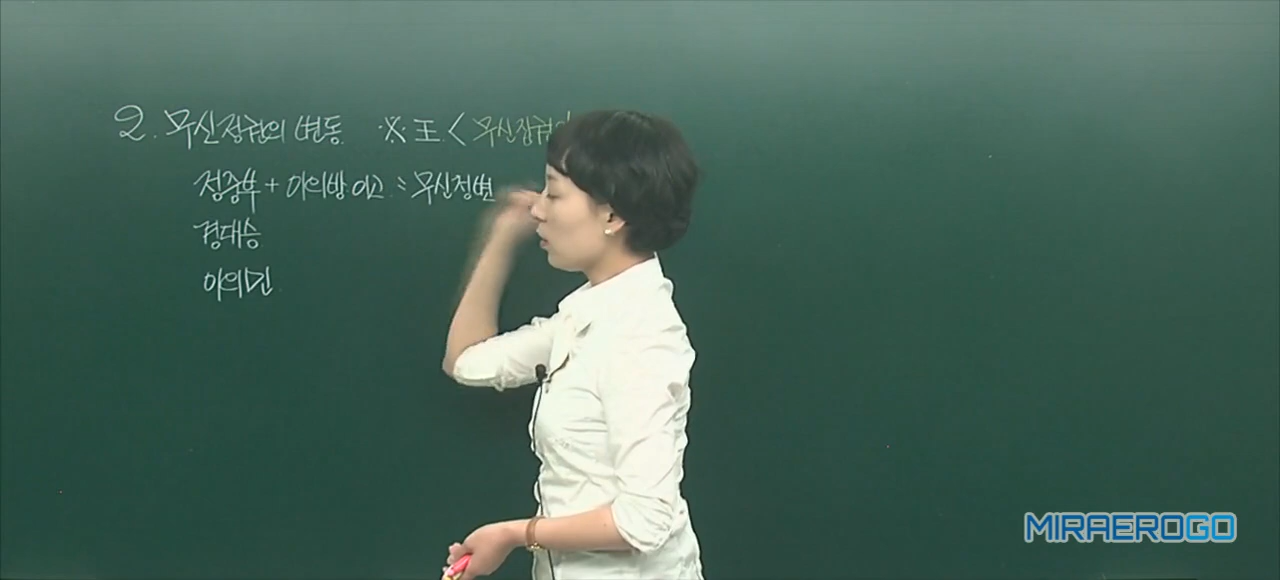 2. 무신정권의 변동 ※ 王 < 무신정권
정중부 + 이의방 이고 : 무신정변
경대승
이의민
MIRAEROGO